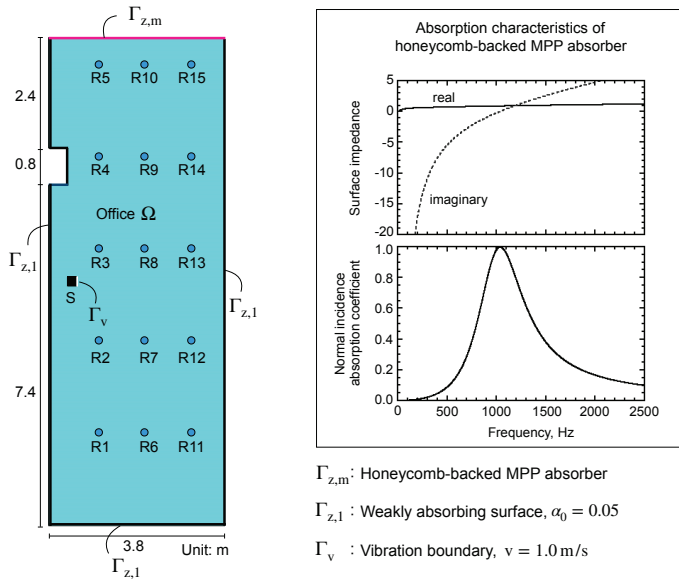 Γz,m
2.4
0.8
7.4
R5 R10 R15
R4 R9 R14
Office Ω
R3 R8 R13
Γz,1
S
Γv
Γz,1
R2 R7 R12
R1 R6 R11
3.8
Unit: m
Γz,1
Absorption characteristics of
honeycomb-backed MPP absorber
Surface impedance
5
0
-5
-10
-15
-20
real
imaginary
Normal incidence
absorption coefficient
1.0
0.8
0.6
0.4
0.2
0.0
0 500 1000 1500 2000 2500
Frequency, Hz
Γz,m: Honeycomb-backed MPP absorber
Γz,1: Weakly absorbing surface, α0 = 0.05
Γv: Vibration boundary, v = 1.0 m/s